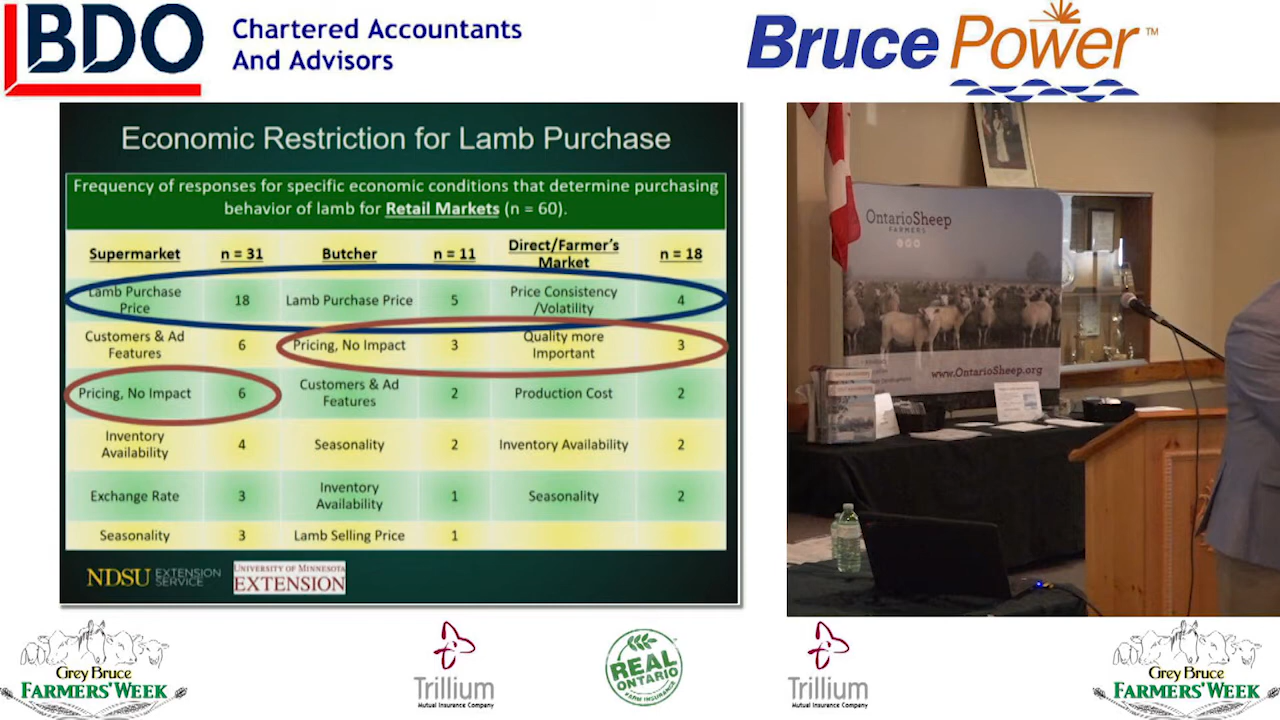 BDO
Chartered Accountants
And Advisors
Bruce Power™
Economic Restriction for Lamb Purchase
Frequency of responses for specific economic conditions that determine purchasing
behavior of lamb for Retail Markets (n = 60).
Supermarket n = 31 Butcher n = 11 Direct/Farmer's Market n = 18
Lamb Purchase Price 18 Lamb Purchase Price 5 Price Consistency /Volatility 4
Customers & Ad Features 6 Pricing, No Impact 3 Quality more Important 3
Pricing, No Impact 6 Customers & Ad Features 2 Production Cost 2
Inventory Availability 4 Seasonality 2 Inventory Availability 2
Exchange Rate 3 Inventory Availability 1 Seasonality 2
Seasonality 3 Lamb Selling Price 1
NDSU EXTENSION SERVICE
UNIVERSITY OF MINNESOTA
EXTENSION
OntarioSheep
FARMERS
www.OntarioSheep.org
Grey Bruce
FARMERS' WEEK
Trillium
Mutual Insurance Company
REAL
ONTARIO
FARM INSURANCE
Trillium
Mutual Insurance Company
Grey Bruce
FARMERS' WEEK